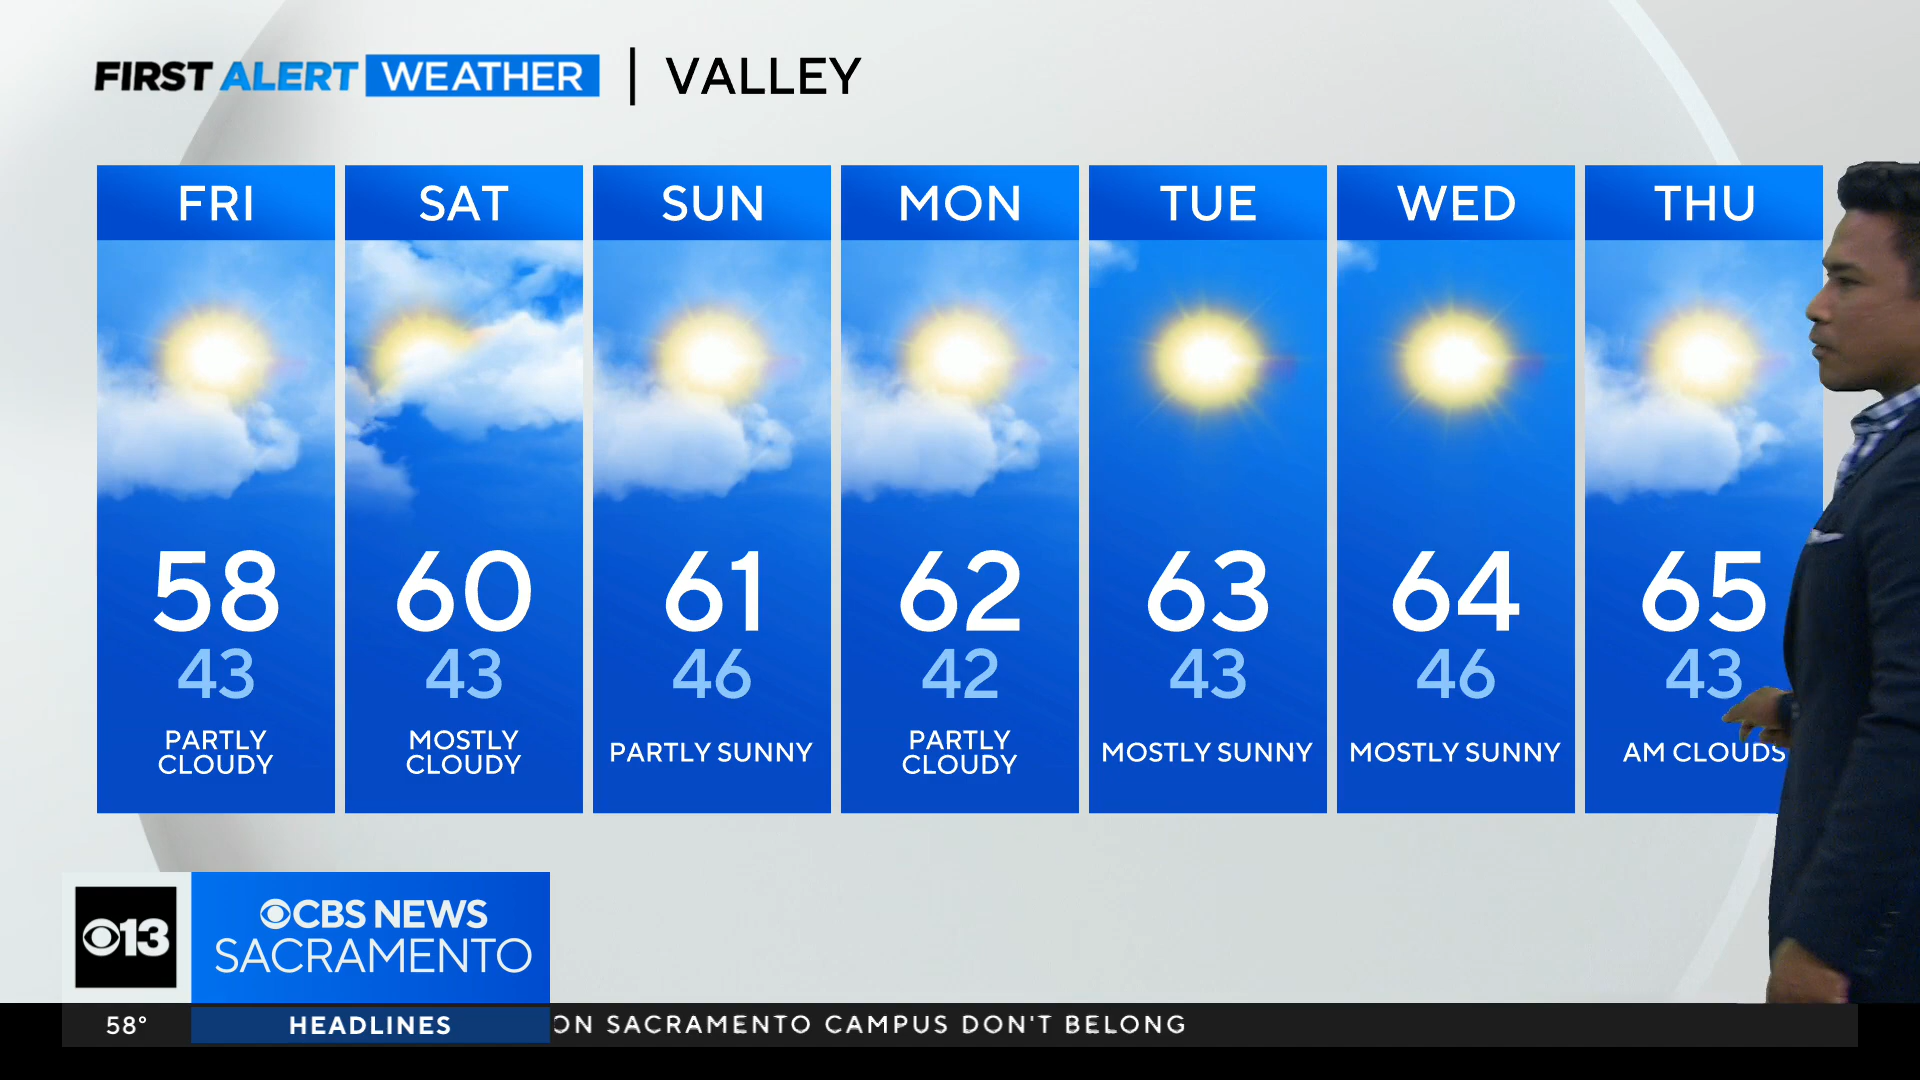 FIRST ALERT WEATHER | VALLEY
FRI
SAT
SUN
MON
TUE
WED
THU
58
60
61
62
63
64
65
43
43
46
42
43
46
43
PARTLY
CLOUDY
MOSTLY
CLOUDY
PARTLY SUNNY
PARTLY
CLOUDY
MOSTLY SUNNY
MOSTLY SUNNY
AM CLOUDS
13
CBS NEWS
SACRAMENTO
58°
HEADLINES
ON SACRAMENTO CAMPUS DON'T BELONG